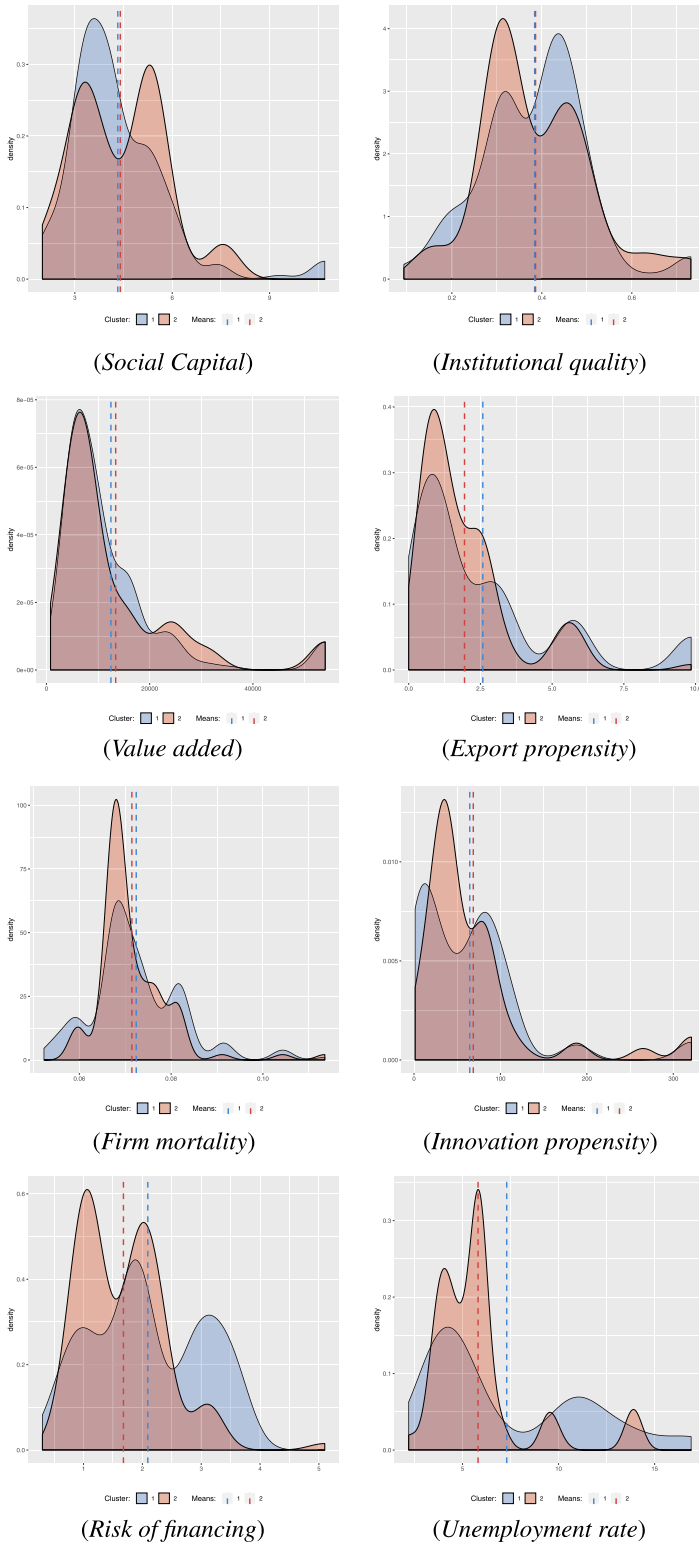 0.3
0.2
0.1
0.0
density
3 6 9
Cluster: 1 2 Means: 1 2
(Social Capital)
4
3
2
1
0
density
0.2 0.4 0.6
Cluster: 1 2 Means: 1 2
(Institutional quality)
8e-05
6e-05
4e-05
2e-05
0e+00
density
0 20000 40000
Cluster: 1 2 Means: 1 2
(Value added)
0.4
0.3
0.2
0.1
0.0
density
0.0 2.5 5.0 7.5 10.0
Cluster: 1 2 Means: 1 2
(Export propensity)
100
75
50
25
0
density
0.06 0.08 0.10
Cluster: 1 2 Means: 1 2
(Firm mortality)
0.010
0.005
0.000
density
0 100 200 300
Cluster: 1 2 Means: 1 2
(Innovation propensity)
0.6
0.4
0.2
0.0
density
1 2 3 4 5
Cluster: 1 2 Means: 1 2
(Risk of financing)
0.3
0.2
0.1
0.0
density
5 10 15
Cluster: 1 2 Means: 1 2
(Unemployment rate)